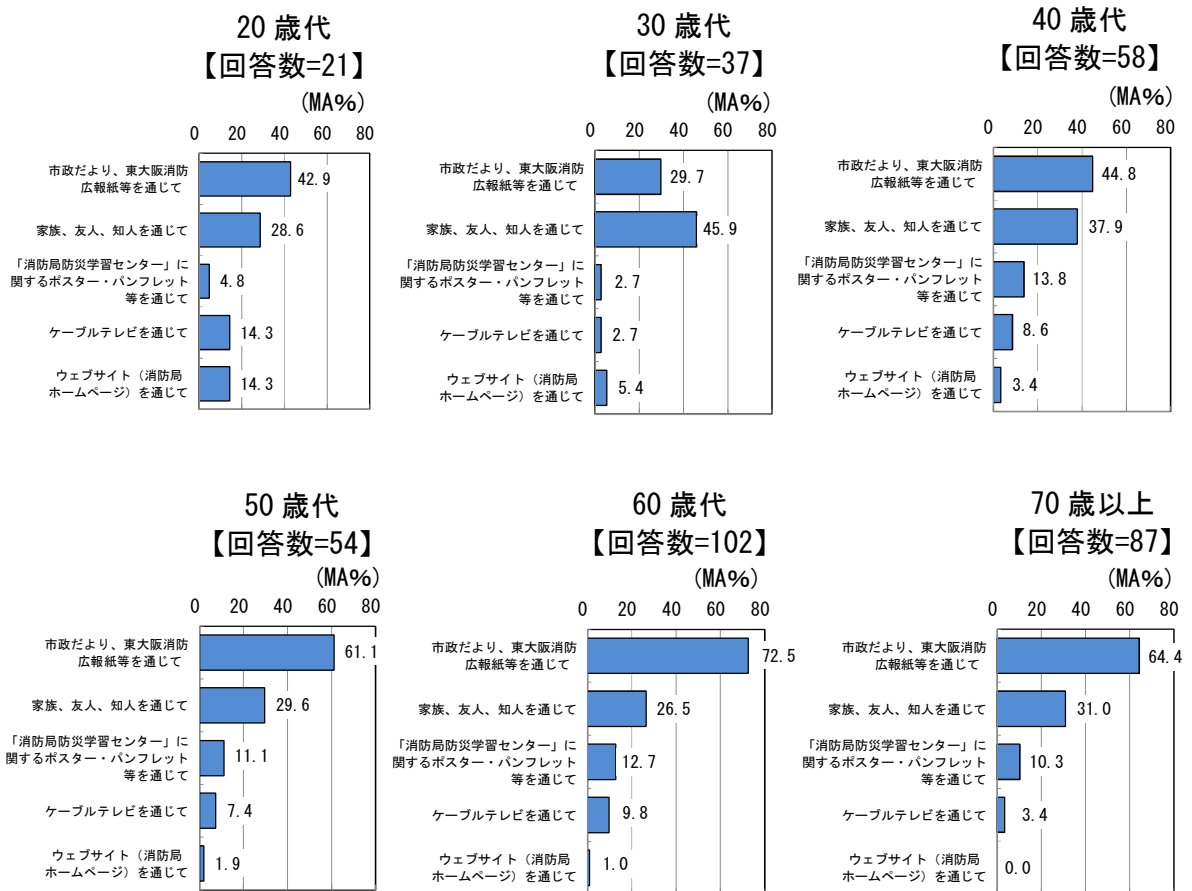 20 歳代
【回答数=21】
(MA%)
0 20 40 60 80
市政だより、東大阪消防
広報紙等を通じて
42.9
家族、友人、知人を通じて
28.6
「消防局防災学習センター」に
関するポスター・パンフレット
等を通じて
4.8
ケーブルテレビを通じて
14.3
ウェブサイト（消防局
ホームページ）を通じて
14.3
30 歳代
【回答数=37】
(MA%)
0 20 40 60 80
市政だより、東大阪消防
広報紙等を通じて
29.7
家族、友人、知人を通じて
45.9
「消防局防災学習センター」に
関するポスター・パンフレット
等を通じて
2.7
ケーブルテレビを通じて
2.7
ウェブサイト（消防局
ホームページ）を通じて
5.4
40 歳代
【回答数=58】
(MA%)
0 20 40 60 80
市政だより、東大阪消防
広報紙等を通じて
44.8
家族、友人、知人を通じて
37.9
「消防局防災学習センター」に
関するポスター・パンフレット
等を通じて
13.8
ケーブルテレビを通じて
8.6
ウェブサイト（消防局
ホームページ）を通じて
3.4
50 歳代
【回答数=54】
(MA%)
0 20 40 60 80
市政だより、東大阪消防
広報紙等を通じて
61.1
家族、友人、知人を通じて
29.6
「消防局防災学習センター」に
関するポスター・パンフレット
等を通じて
11.1
ケーブルテレビを通じて
7.4
ウェブサイト（消防局
ホームページ）を通じて
1.9
60 歳代
【回答数=102】
(MA%)
0 20 40 60 80
市政だより、東大阪消防
広報紙等を通じて
72.5
家族、友人、知人を通じて
26.5
「消防局防災学習センター」に
関するポスター・パンフレット
等を通じて
12.7
ケーブルテレビを通じて
9.8
ウェブサイト（消防局
ホームページ）を通じて
1.0
70 歳以上
【回答数=87】
(MA%)
0 20 40 60 80
市政だより、東大阪消防
広報紙等を通じて
64.4
家族、友人、知人を通じて
31.0
「消防局防災学習センター」に
関するポスター・パンフレット
等を通じて
10.3
ケーブルテレビを通じて
3.4
ウェブサイト（消防局
ホームページ）を通じて
0.0